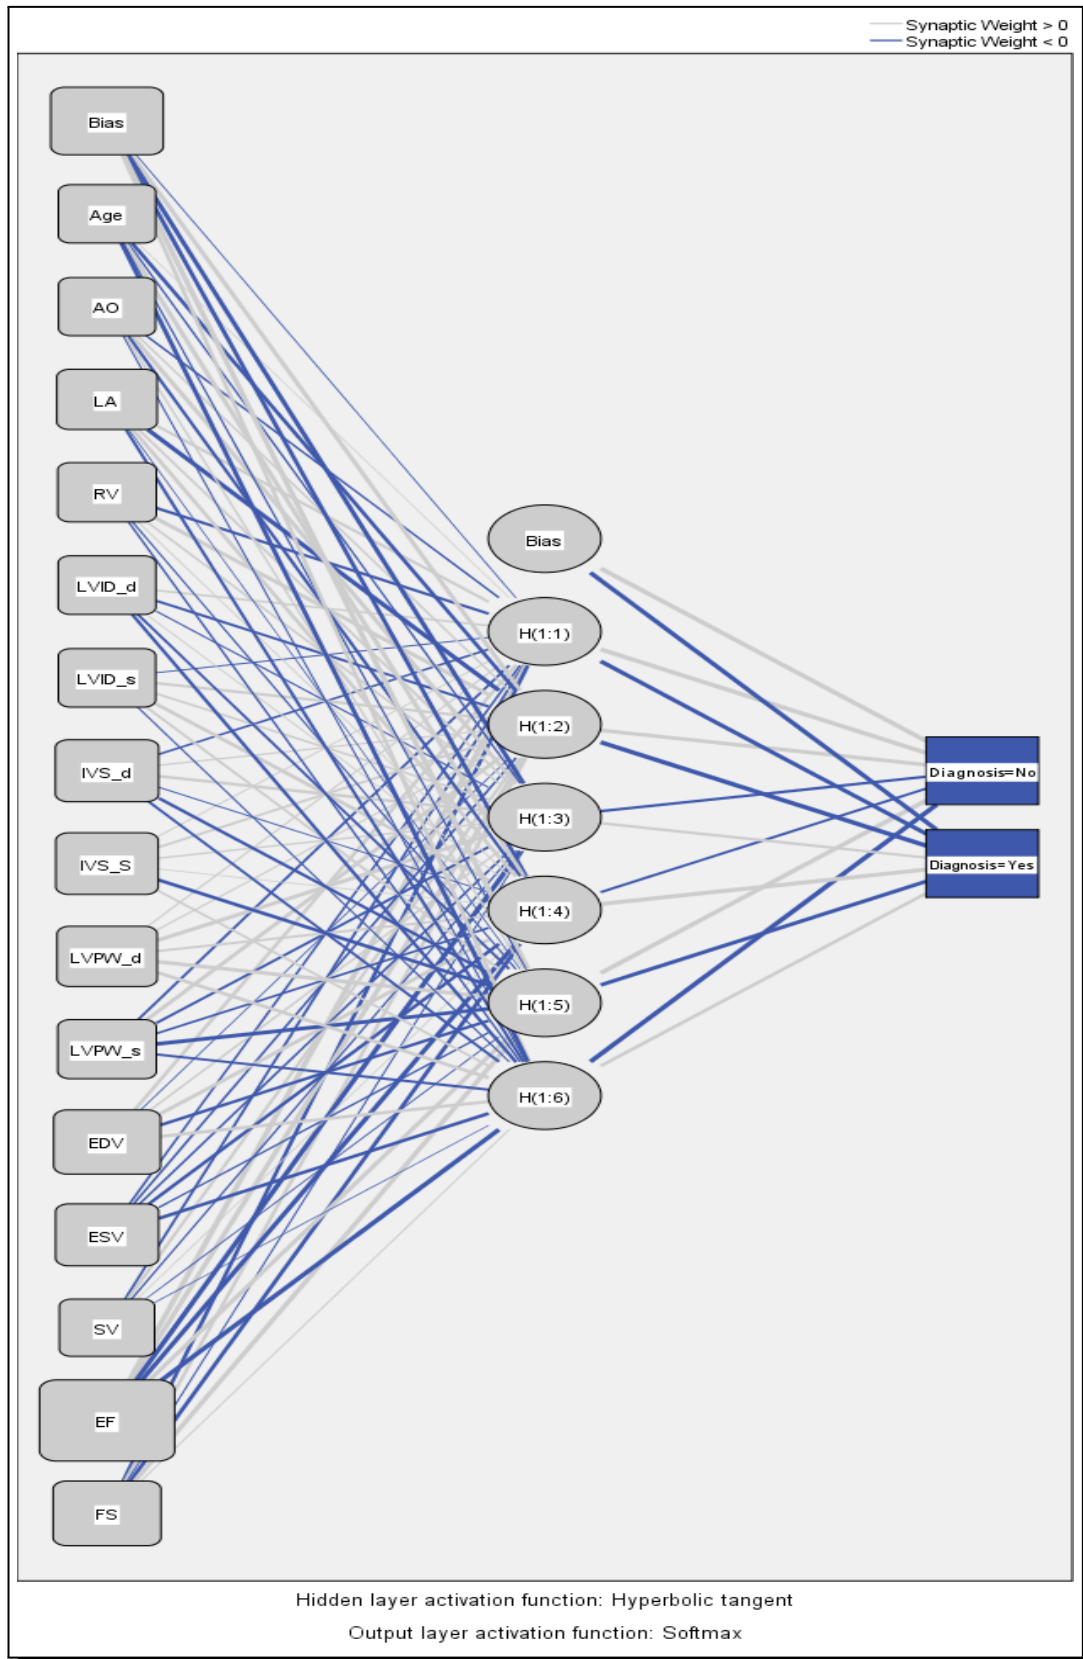 Synaptic Weight > 0
Synaptic Weight < 0
Bias
Age
AO
LA
RV
LVID_d
LVID_s
IVS_d
IVS_S
LVPW_d
LVPW_s
EDV
ESV
SV
EF
FS
Bias
H(1:1)
H(1:2)
H(1:3)
H(1:4)
H(1:5)
H(1:6)
Diagnosis=No
Diagnosis=Yes
Hidden layer activation function: Hyperbolic tangent
Output layer activation function: Softmax